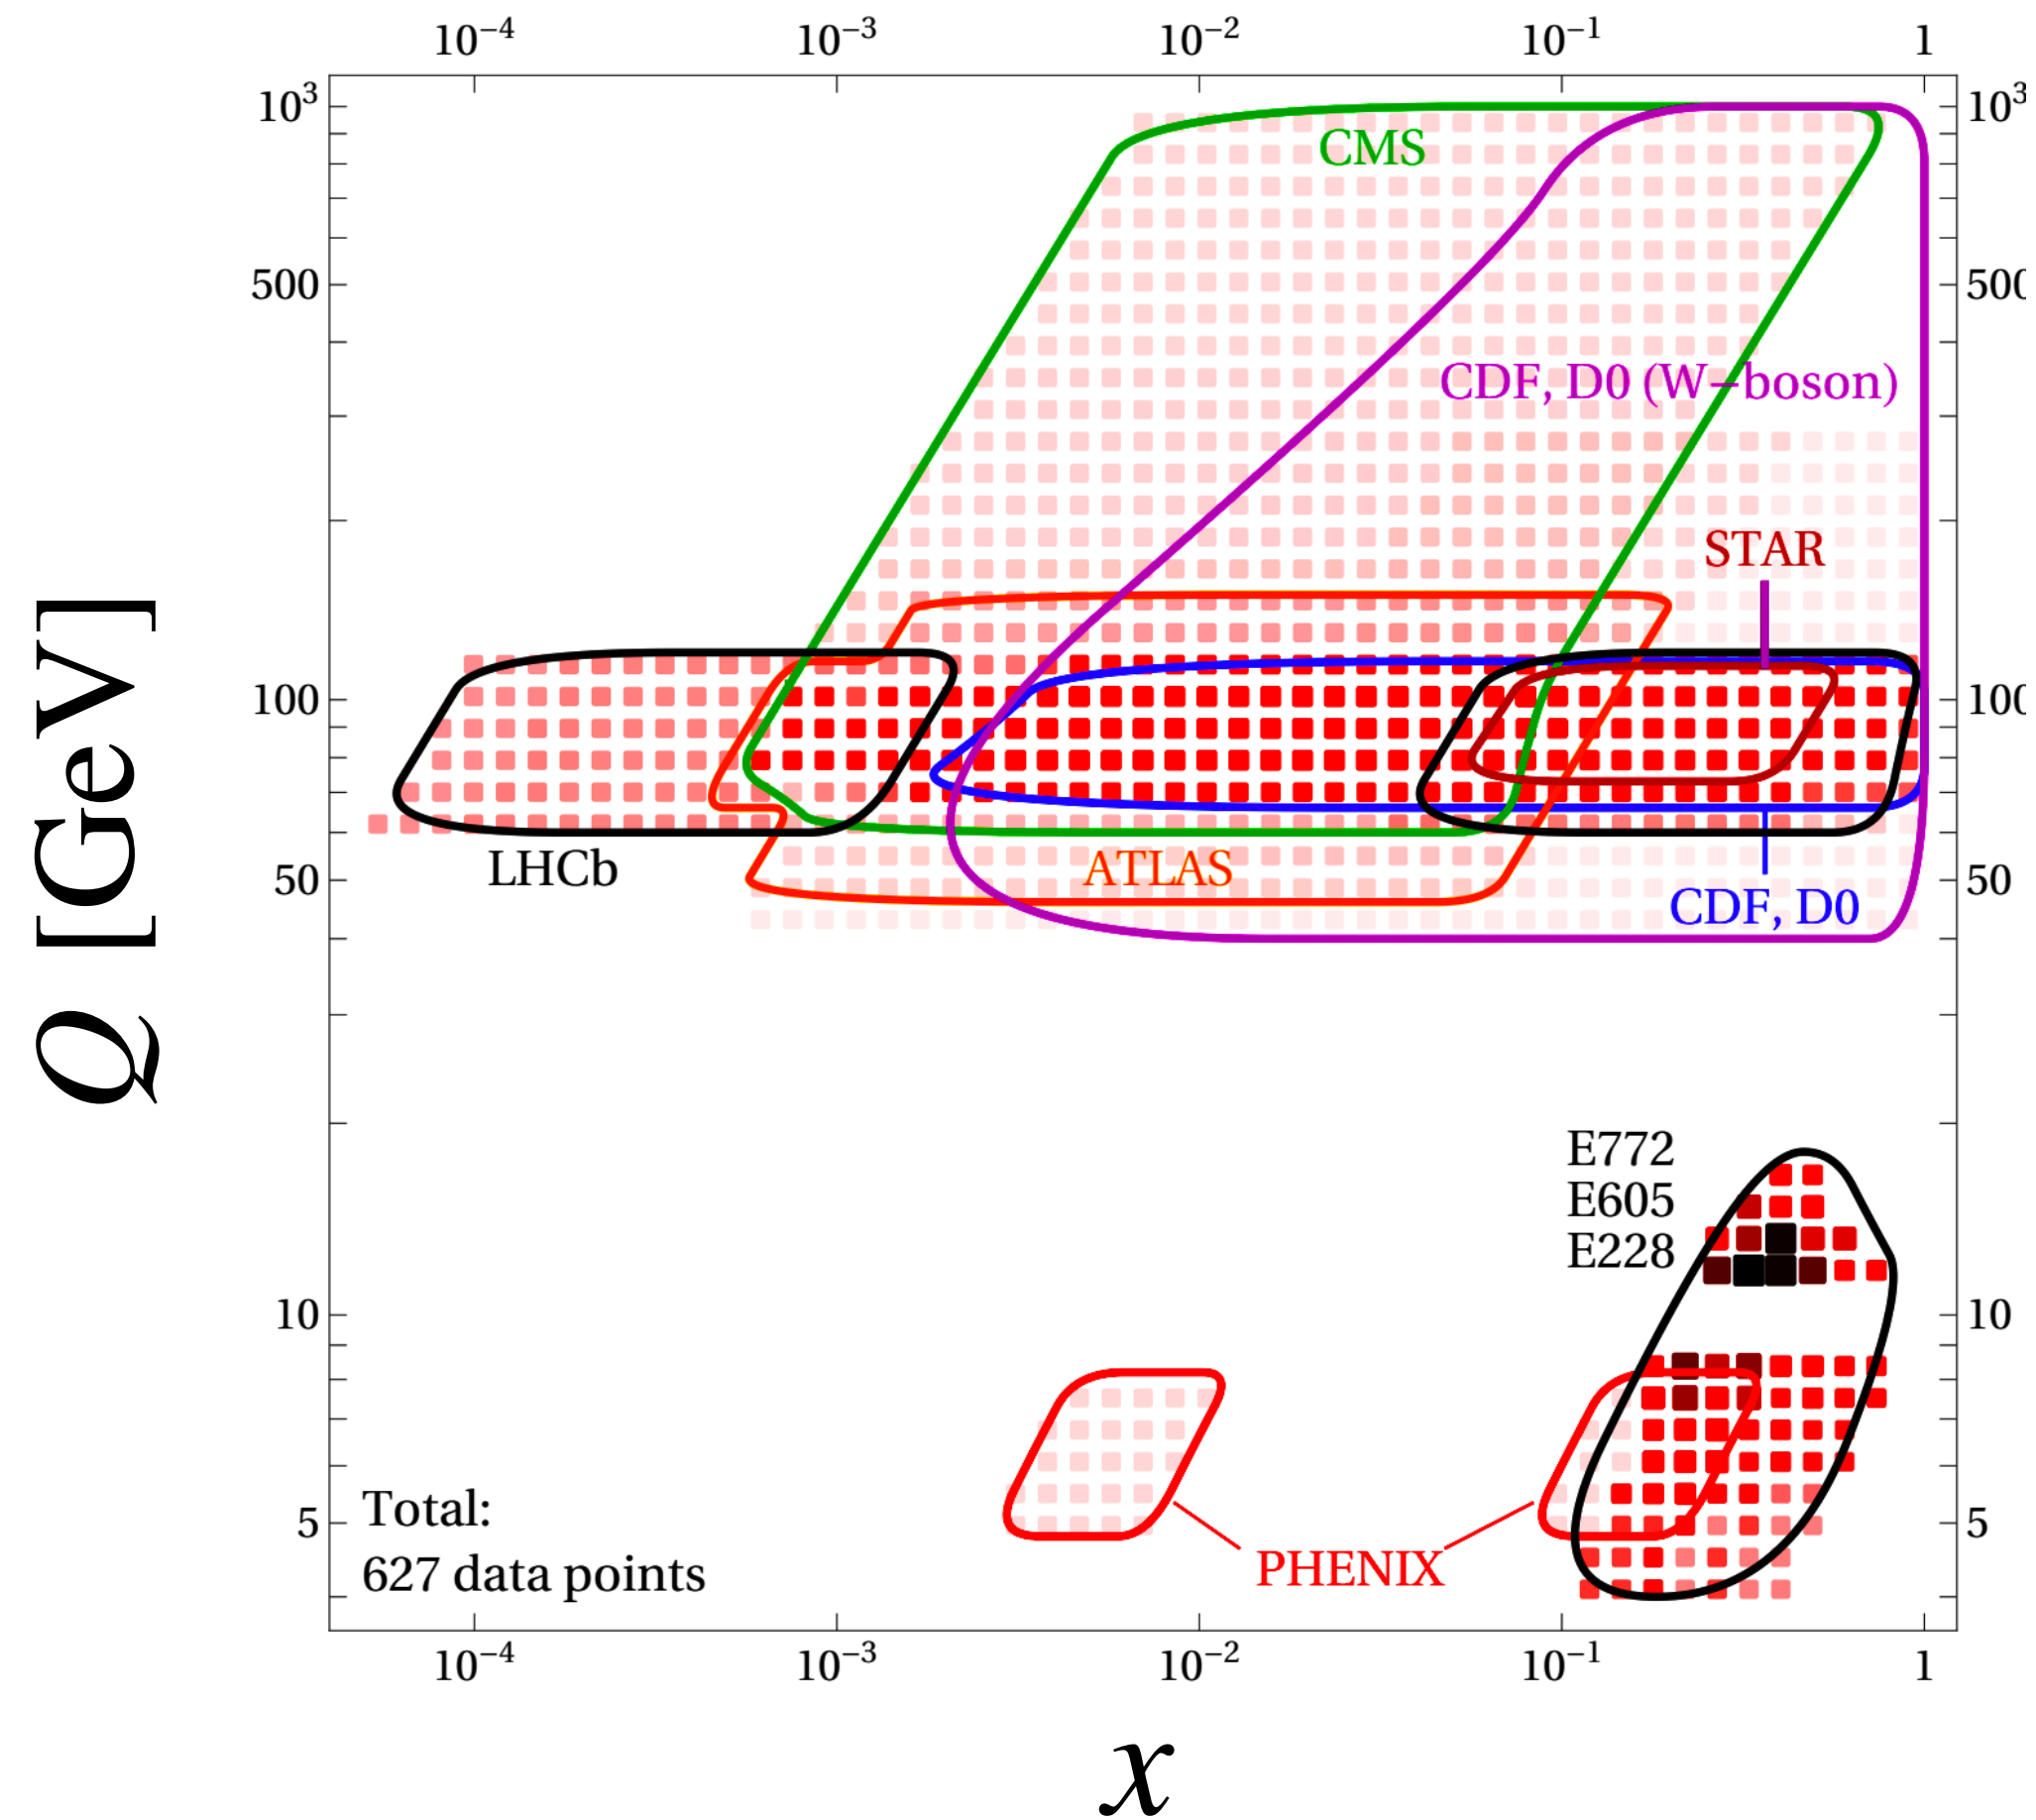 10⁻⁴ 10⁻³ 10⁻² 10⁻¹ 1
10³ 10³
CMS
500 500
CDF, D0 (W−boson)
STAR
100 100
LHCb
ATLAS
50 50
CDF, D0
Q [GeV]
E772
E605
E228
10 10
Total:
5 5
627 data points
PHENIX
10⁻⁴ 10⁻³ 10⁻² 10⁻¹ 1
x